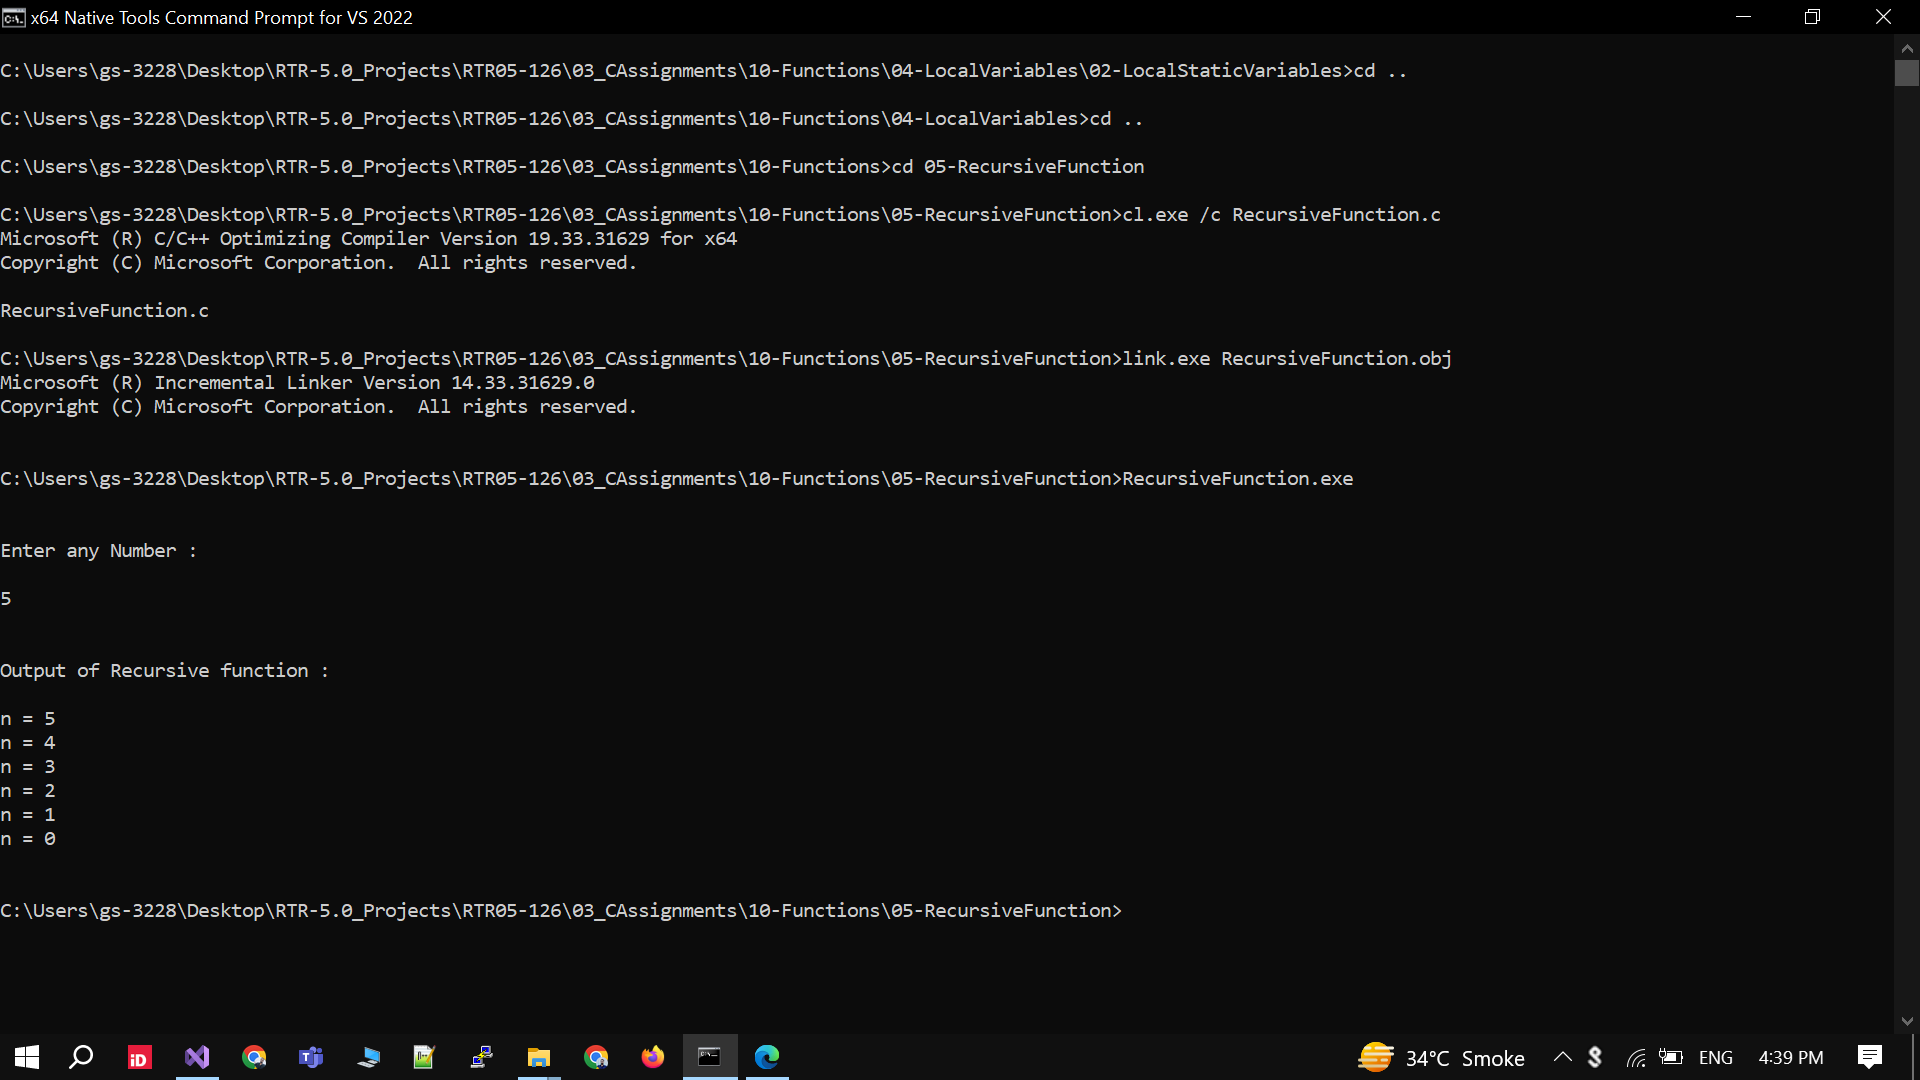 x64 Native Tools Command Prompt for VS 2022
C:\Users\gs-3228\Desktop\RTR-5.0_Projects\RTR05-126\03_CAssignments\10-Functions\04-LocalVariables\02-LocalStaticVariables>cd ..
C:\Users\gs-3228\Desktop\RTR-5.0_Projects\RTR05-126\03_CAssignments\10-Functions\04-LocalVariables>cd ..
C:\Users\gs-3228\Desktop\RTR-5.0_Projects\RTR05-126\03_CAssignments\10-Functions>cd 05-RecursiveFunction
C:\Users\gs-3228\Desktop\RTR-5.0_Projects\RTR05-126\03_CAssignments\10-Functions\05-RecursiveFunction>cl.exe /c RecursiveFunction.c
Microsoft (R) C/C++ Optimizing Compiler Version 19.33.31629 for x64
Copyright (C) Microsoft Corporation.  All rights reserved.
RecursiveFunction.c
C:\Users\gs-3228\Desktop\RTR-5.0_Projects\RTR05-126\03_CAssignments\10-Functions\05-RecursiveFunction>link.exe RecursiveFunction.obj
Microsoft (R) Incremental Linker Version 14.33.31629.0
Copyright (C) Microsoft Corporation.  All rights reserved.
C:\Users\gs-3228\Desktop\RTR-5.0_Projects\RTR05-126\03_CAssignments\10-Functions\05-RecursiveFunction>RecursiveFunction.exe
Enter any Number :
5
Output of Recursive function :
n = 5
n = 4
n = 3
n = 2
n = 1
n = 0
C:\Users\gs-3228\Desktop\RTR-5.0_Projects\RTR05-126\03_CAssignments\10-Functions\05-RecursiveFunction>
iD
34°C Smoke ENG 4:39 PM